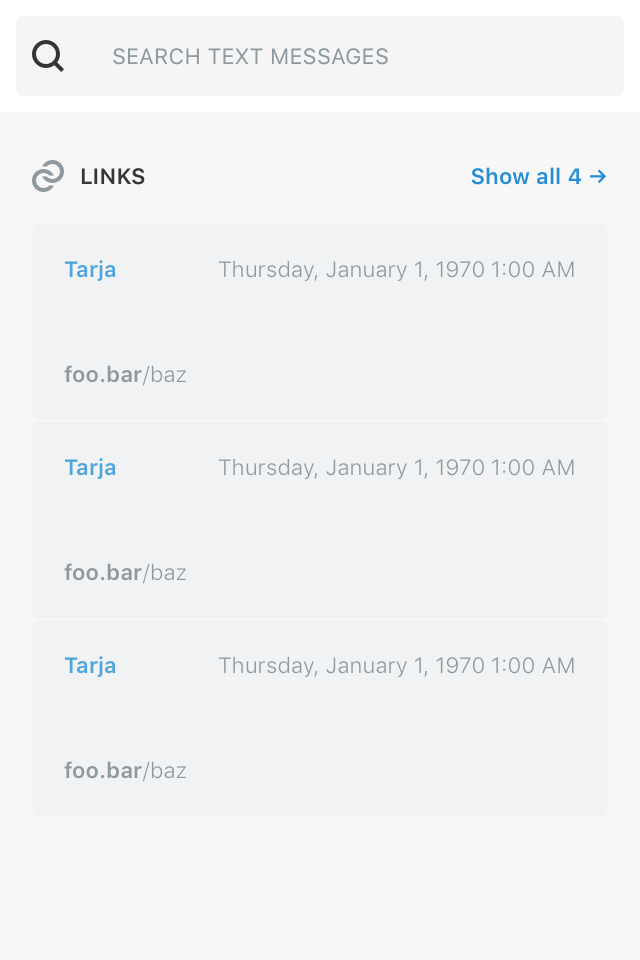 SEARCH TEXT MESSAGES
LINKS Show all 4 →
Tarja Thursday, January 1, 1970 1:00 AM
foo.bar/baz
Tarja Thursday, January 1, 1970 1:00 AM
foo.bar/baz
Tarja Thursday, January 1, 1970 1:00 AM
foo.bar/baz